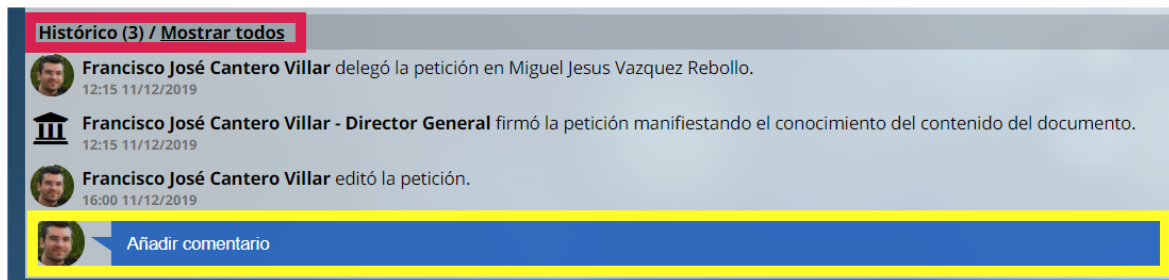 Histórico (3) / Mostrar todos
Francisco José Cantero Villar delegó la petición en Miguel Jesus Vazquez Rebollo.
12:15 11/12/2019
Francisco José Cantero Villar - Director General firmó la petición manifestando el conocimiento del contenido del documento.
12:15 11/12/2019
Francisco José Cantero Villar editó la petición.
16:00 11/12/2019
Añadir comentario